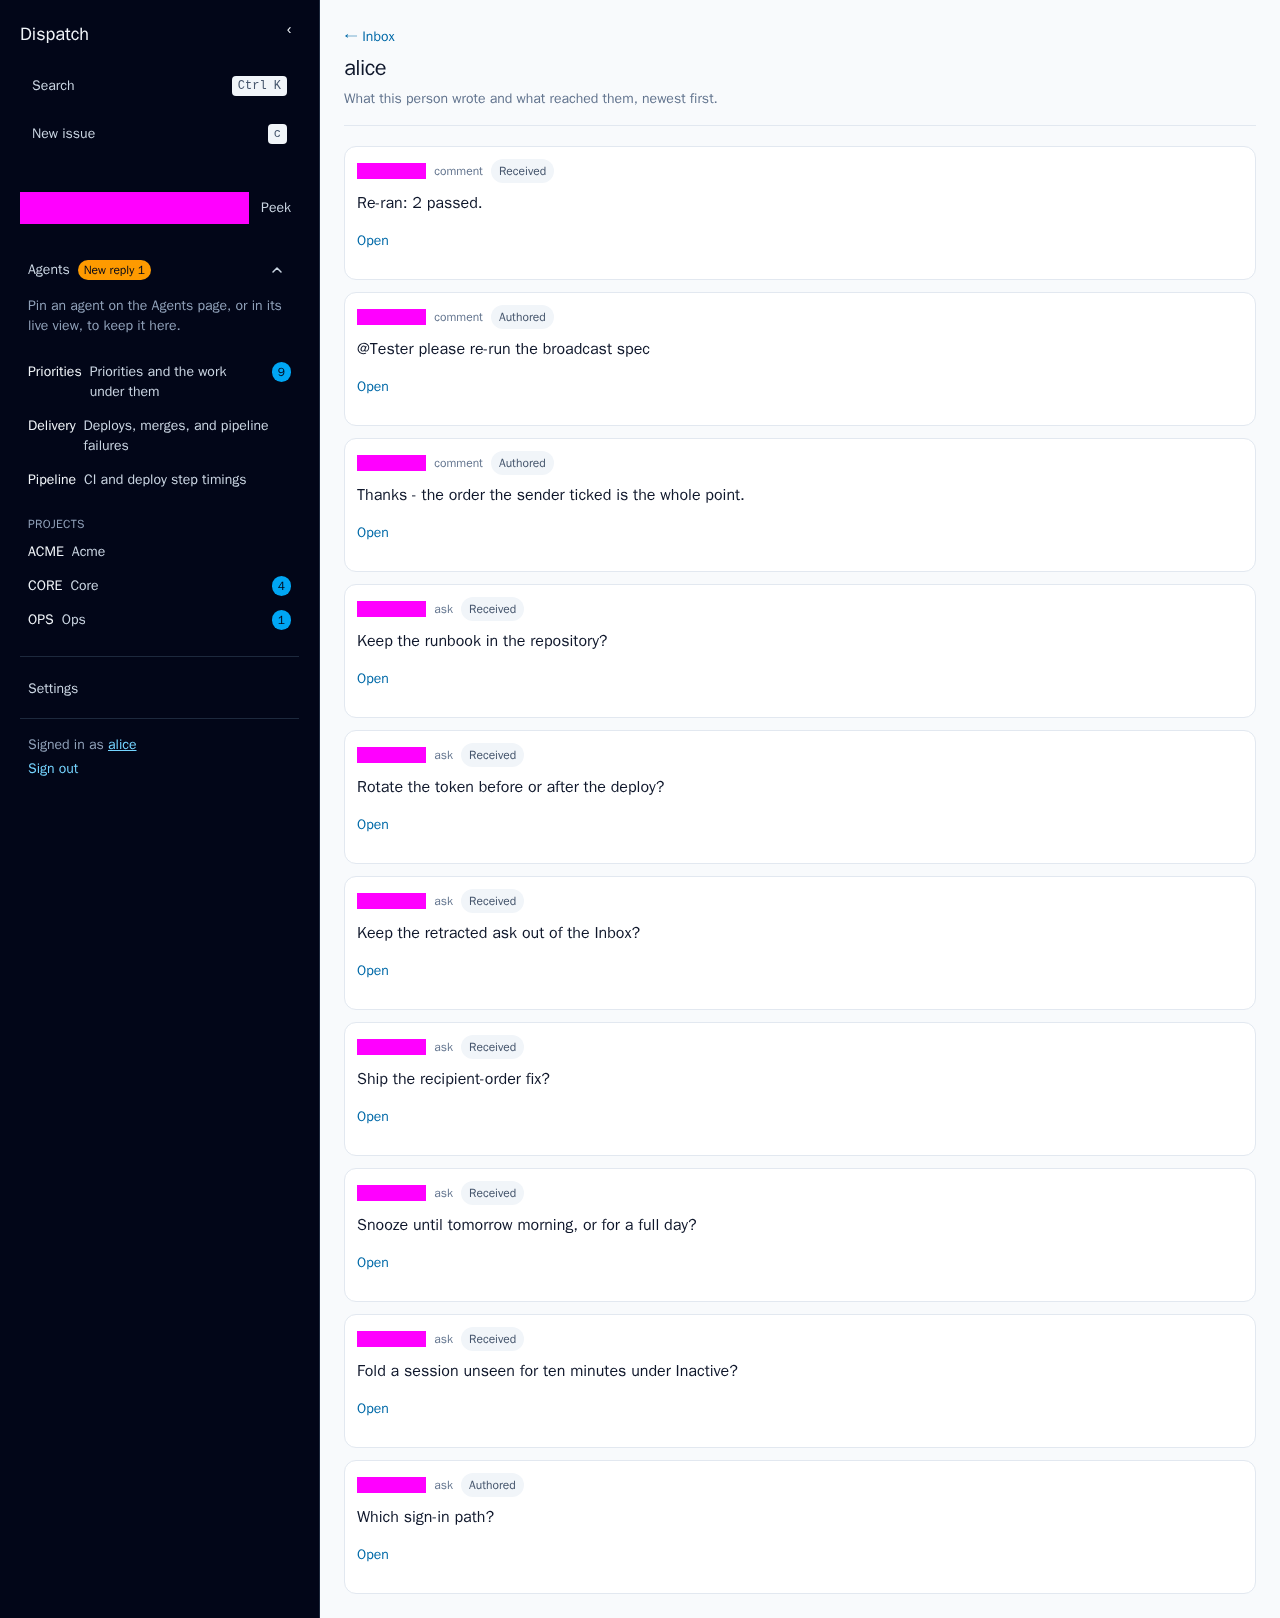 Dispatch
‹
Search
Ctrl K
New issue
C
Peek
Agents
New reply 1
Pin an agent on the Agents page, or in its
live view, to keep it here.
Priorities Priorities and the work
under them
9
Delivery Deploys, merges, and pipeline
failures
Pipeline CI and deploy step timings
PROJECTS
ACME Acme
CORE Core
4
OPS Ops
1
Settings
Signed in as alice
Sign out
← Inbox
alice
What this person wrote and what reached them, newest first.
comment Received
Re-ran: 2 passed.
Open
comment Authored
@Tester please re-run the broadcast spec
Open
comment Authored
Thanks - the order the sender ticked is the whole point.
Open
ask Received
Keep the runbook in the repository?
Open
ask Received
Rotate the token before or after the deploy?
Open
ask Received
Keep the retracted ask out of the Inbox?
Open
ask Received
Ship the recipient-order fix?
Open
ask Received
Snooze until tomorrow morning, or for a full day?
Open
ask Received
Fold a session unseen for ten minutes under Inactive?
Open
ask Authored
Which sign-in path?
Open